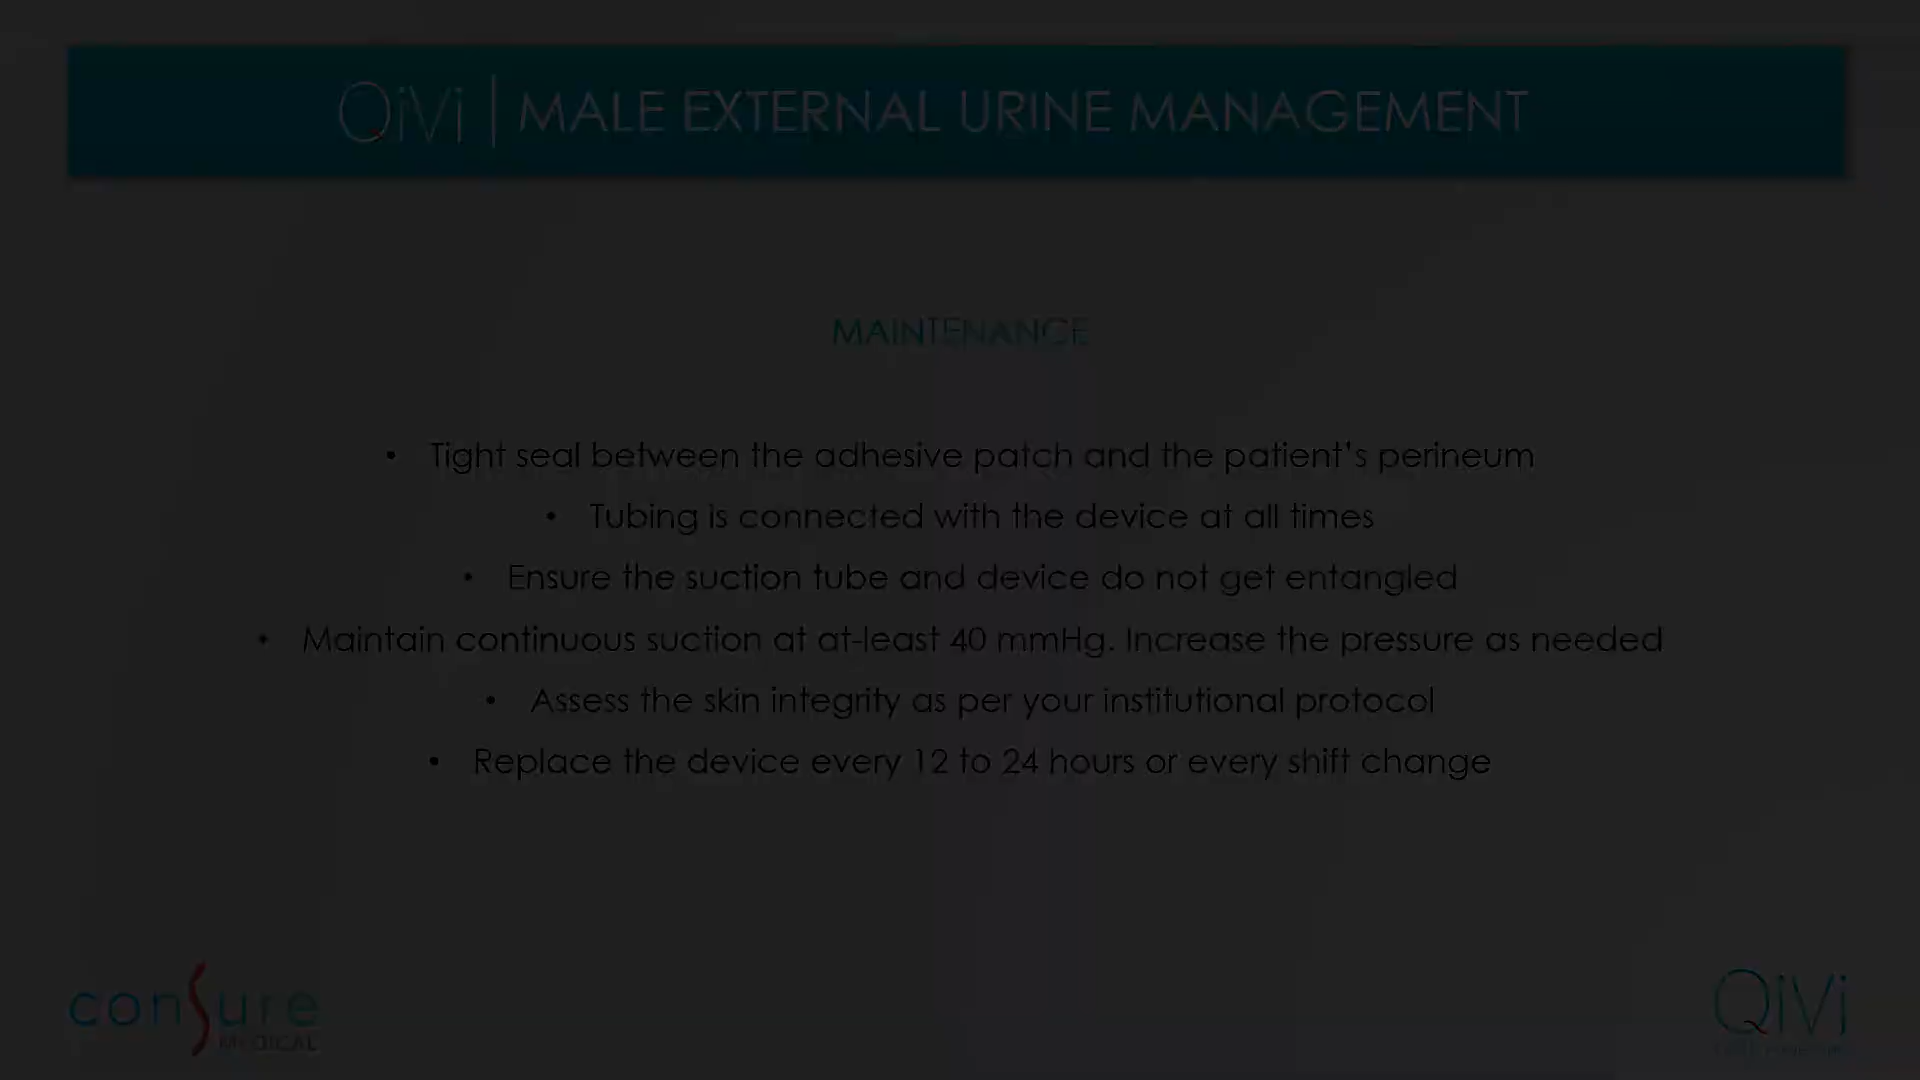 QiVi | MALE EXTERNAL URINE MANAGEMENT
MAINTENANCE
• Tight seal between the adhesive patch and the patient’s perineum
• Tubing is connected with the device at all times
• Ensure the suction tube and device do not get entangled
• Maintain continuous suction at at-least 40 mmHg. Increase the pressure as needed
• Assess the skin integrity as per your institutional protocol
• Replace the device every 12 to 24 hours or every shift change
consure
MEDICAL
QiVi